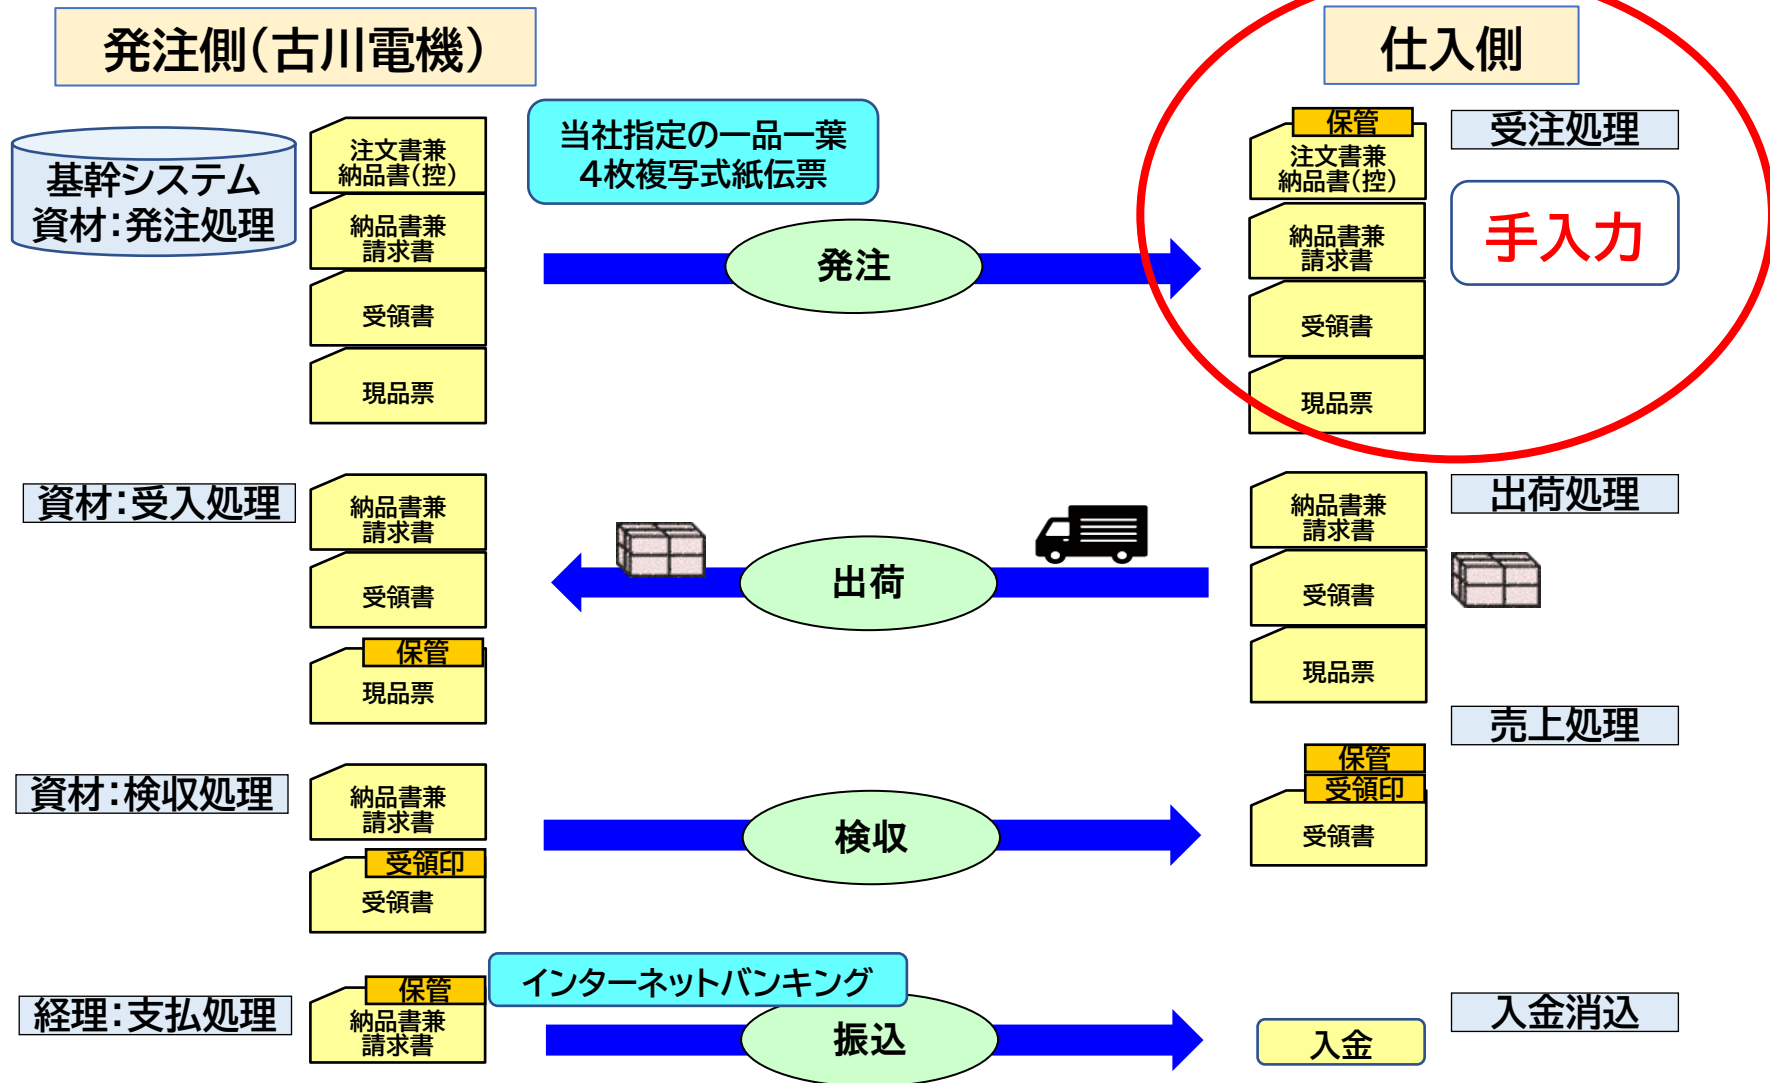 発注側(古川電機)
仕入側
基幹システム
資材:発注処理
注文書兼
納品書(控)
納品書兼
請求書
受領書
現品票
当社指定の一品一葉
4枚複写式紙伝票
発注
保管
注文書兼
納品書(控)
納品書兼
請求書
受領書
現品票
受注処理
手入力
資材:受入処理
納品書兼
請求書
受領書
保管
現品票
出荷
納品書兼
請求書
受領書
現品票
出荷処理
売上処理
資材:検収処理
納品書兼
請求書
受領印
受領書
検収
保管
受領印
受領書
経理:支払処理
保管
納品書兼
請求書
インターネットバンキング
振込
入金
入金消込